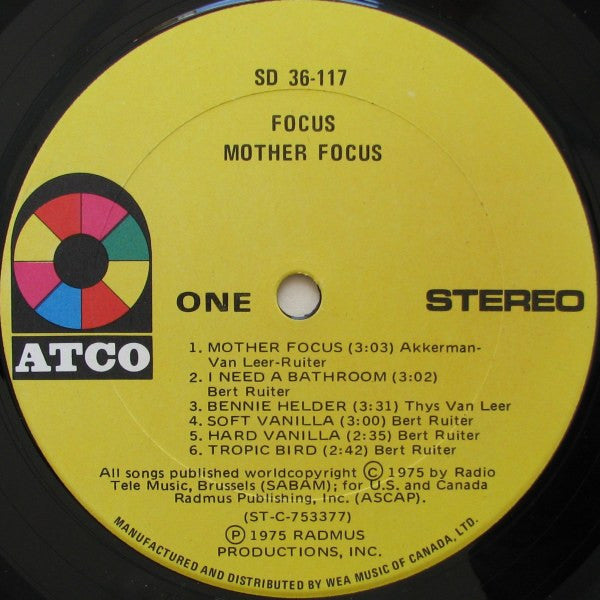 SD 36-117
FOCUS
MOTHER FOCUS
ATCO
ONE
STEREO
1. MOTHER FOCUS (3:03) Akkerman-
Van Leer-Ruiter
2. I NEED A BATHROOM (3:02)
Bert Ruiter
3. BENNIE HELDER (3:31) Thys Van Leer
4. SOFT VANILLA (3:00) Bert Ruiter
5. HARD VANILLA (2:35) Bert Ruiter
6. TROPIC BIRD (2:42) Bert Ruiter
All songs published worldcopyright Ⓒ 1975 by Radio
Tele Music, Brussels (SABAM); for U.S. and Canada
Radmus Publishing, Inc. (ASCAP).
(ST-C-753377)
Ⓟ 1975 RADMUS
PRODUCTIONS, INC.
MANUFACTURED AND DISTRIBUTED BY WEA MUSIC OF CANADA, LTD.